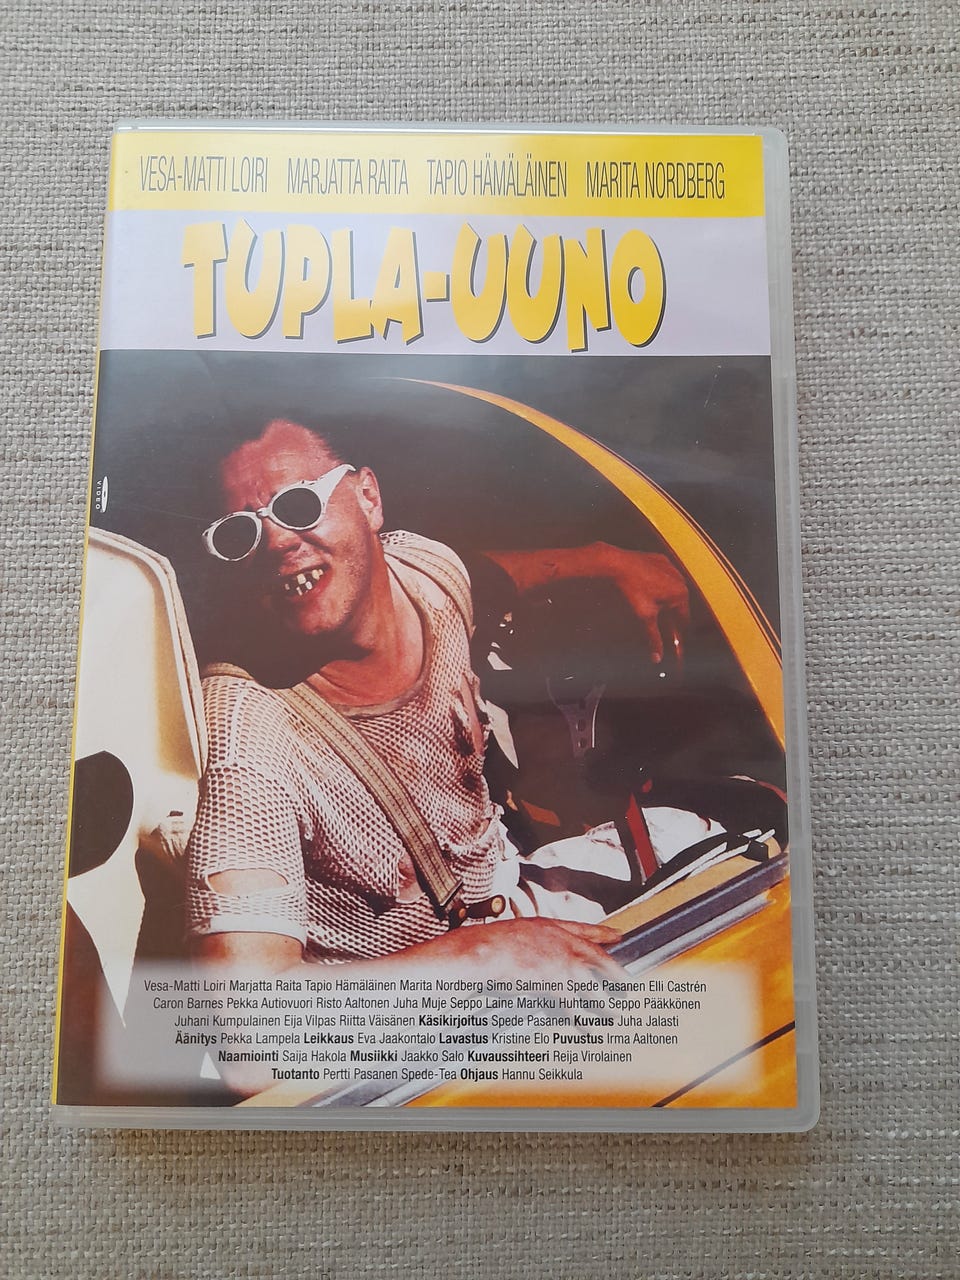 VESA-MATTI LOIRI MARJATTA RAITA TAPIO HÄMÄLÄINEN MARITA NORDBERG
TUPLA-UUNO
VIDEO
Vesa-Matti Loiri Marjatta Raita Tapio Hämäläinen Marita Nordberg Simo Salminen Spede Pasanen Elli Castrén
Caron Barnes Pekka Autiovuori Risto Aaltonen Juha Muje Seppo Laine Markku Huhtamo Seppo Pääkkönen
Juhani Kumpulainen Eija Vilpas Riitta Väisänen Käsikirjoitus Spede Pasanen Kuvaus Juha Jalasti
Äänitys Pekka Lampela Leikkaus Eva Jaakontalo Lavastus Kristine Elo Puvustus Irma Aaltonen
Naamiointi Saija Hakola Musiikki Jaakko Salo Kuvaussihteeri Reija Virolainen
Tuotanto Pertti Pasanen Spede-Tea Ohjaus Hannu Seikkula